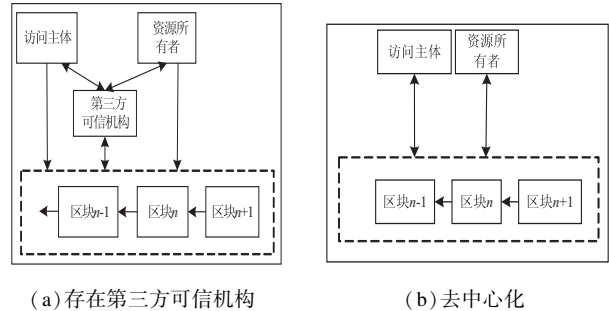 访问主体
资源所
有者
第三方
可信机构
区块n-1
区块n
区块n+1
(a)存在第三方可信机构
访问主体
资源所
有者
区块n-1
区块n
区块n+1
(b)去中心化